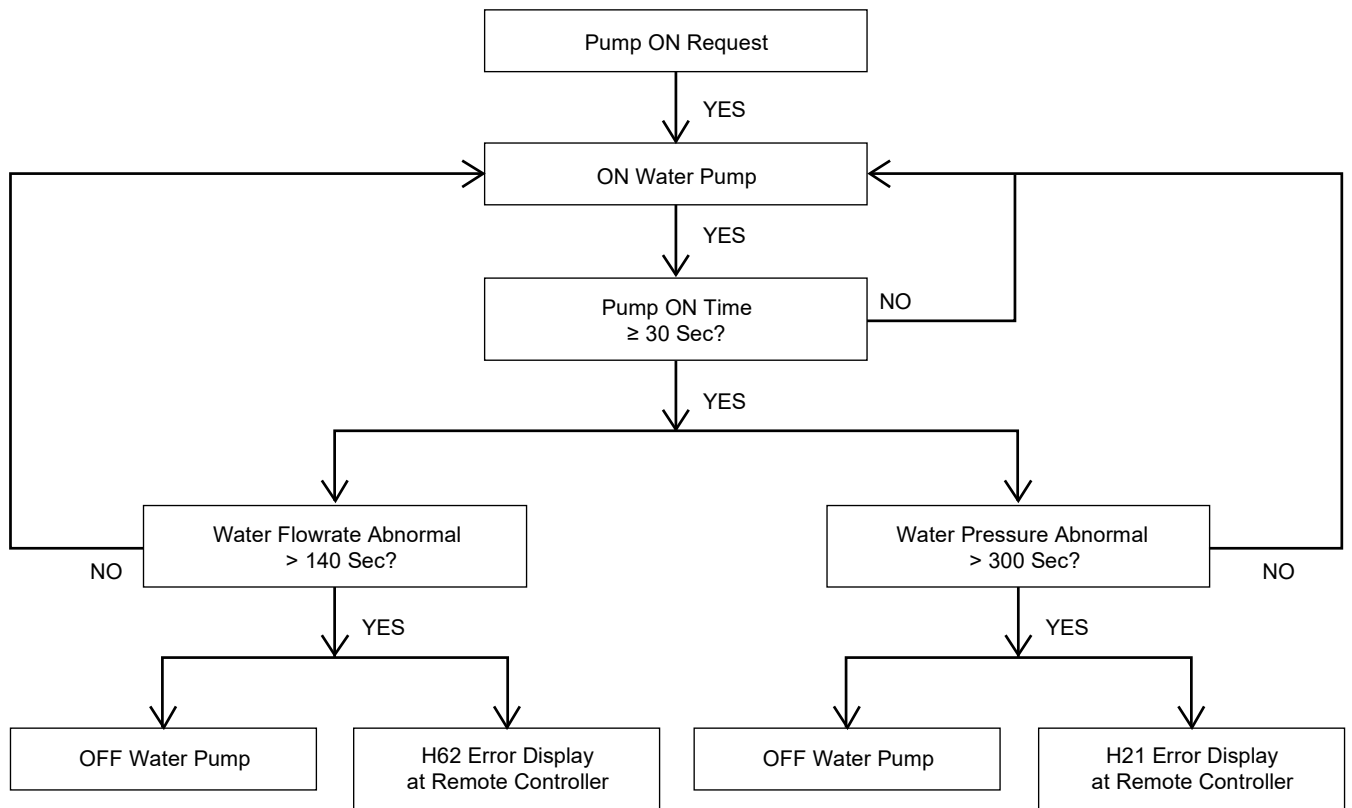 Pump ON Request
YES
ON Water Pump
YES
Pump ON Time
≥ 30 Sec?
NO
YES
Water Flowrate Abnormal
> 140 Sec?
NO
YES
Water Pressure Abnormal
> 300 Sec?
NO
YES
OFF Water Pump
H62 Error Display
at Remote Controller
OFF Water Pump
H21 Error Display
at Remote Controller